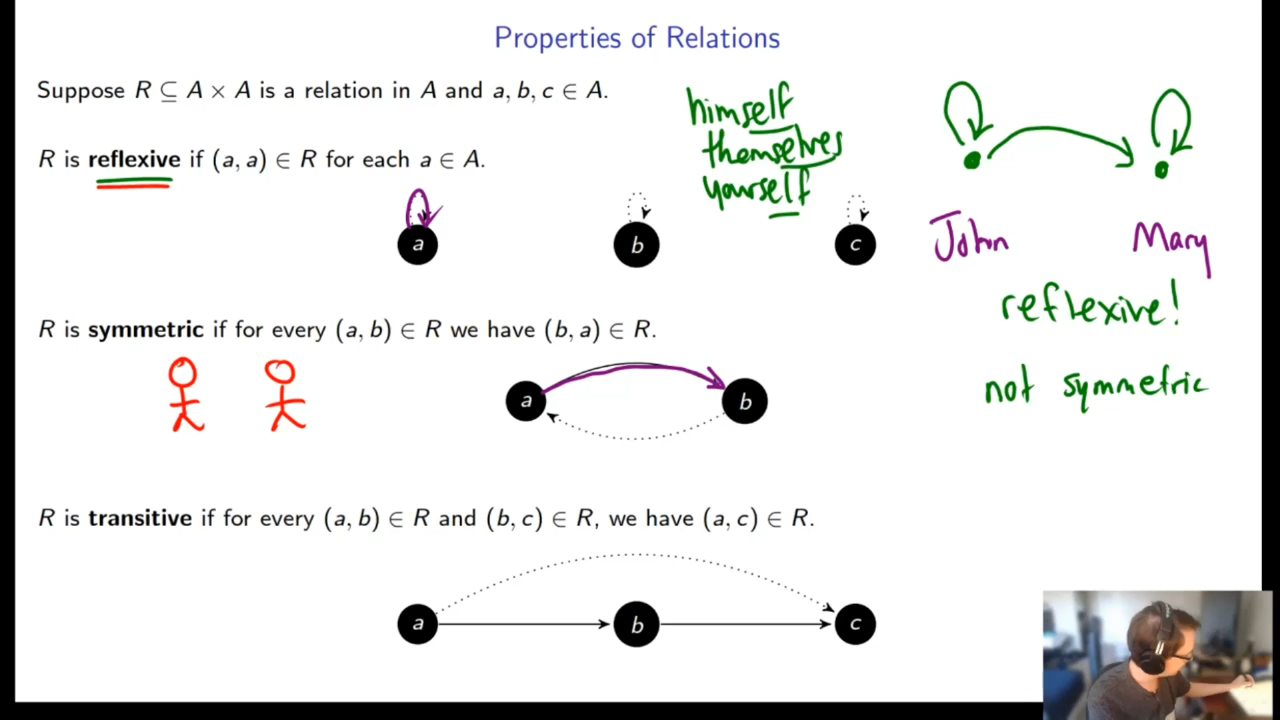 Properties of Relations
Suppose R ⊆ A × A is a relation in A and a, b, c ∈ A.
himself
themselves
yourself
R is reflexive if (a, a) ∈ R for each a ∈ A.
a
b
c
John
Mary
reflexive!
not symmetric
R is symmetric if for every (a, b) ∈ R we have (b, a) ∈ R.
a
b
R is transitive if for every (a, b) ∈ R and (b, c) ∈ R, we have (a, c) ∈ R.
a
b
c